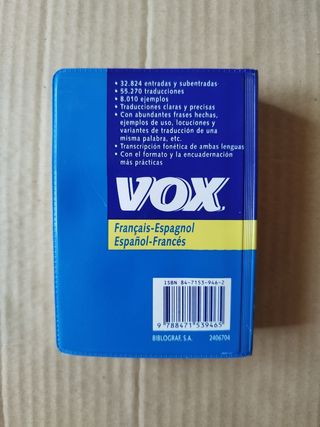 • 32.824 entradas y subentradas
• 55.270 traducciones
• 8.010 ejemplos
• Traducciones claras y precisas
• Con abundantes frases hechas,
ejemplos de uso, locuciones y
variantes de traducción de una
misma palabra, etc.
• Transcripción fonética de ambas lenguas
• Con el formato y la encuadernación
más prácticas
VOX
Français-Espagnol
Español-Francés
ISBN 84-7153-946-2
9 788471 539465
BIBLOGRAF, S.A. 2406704